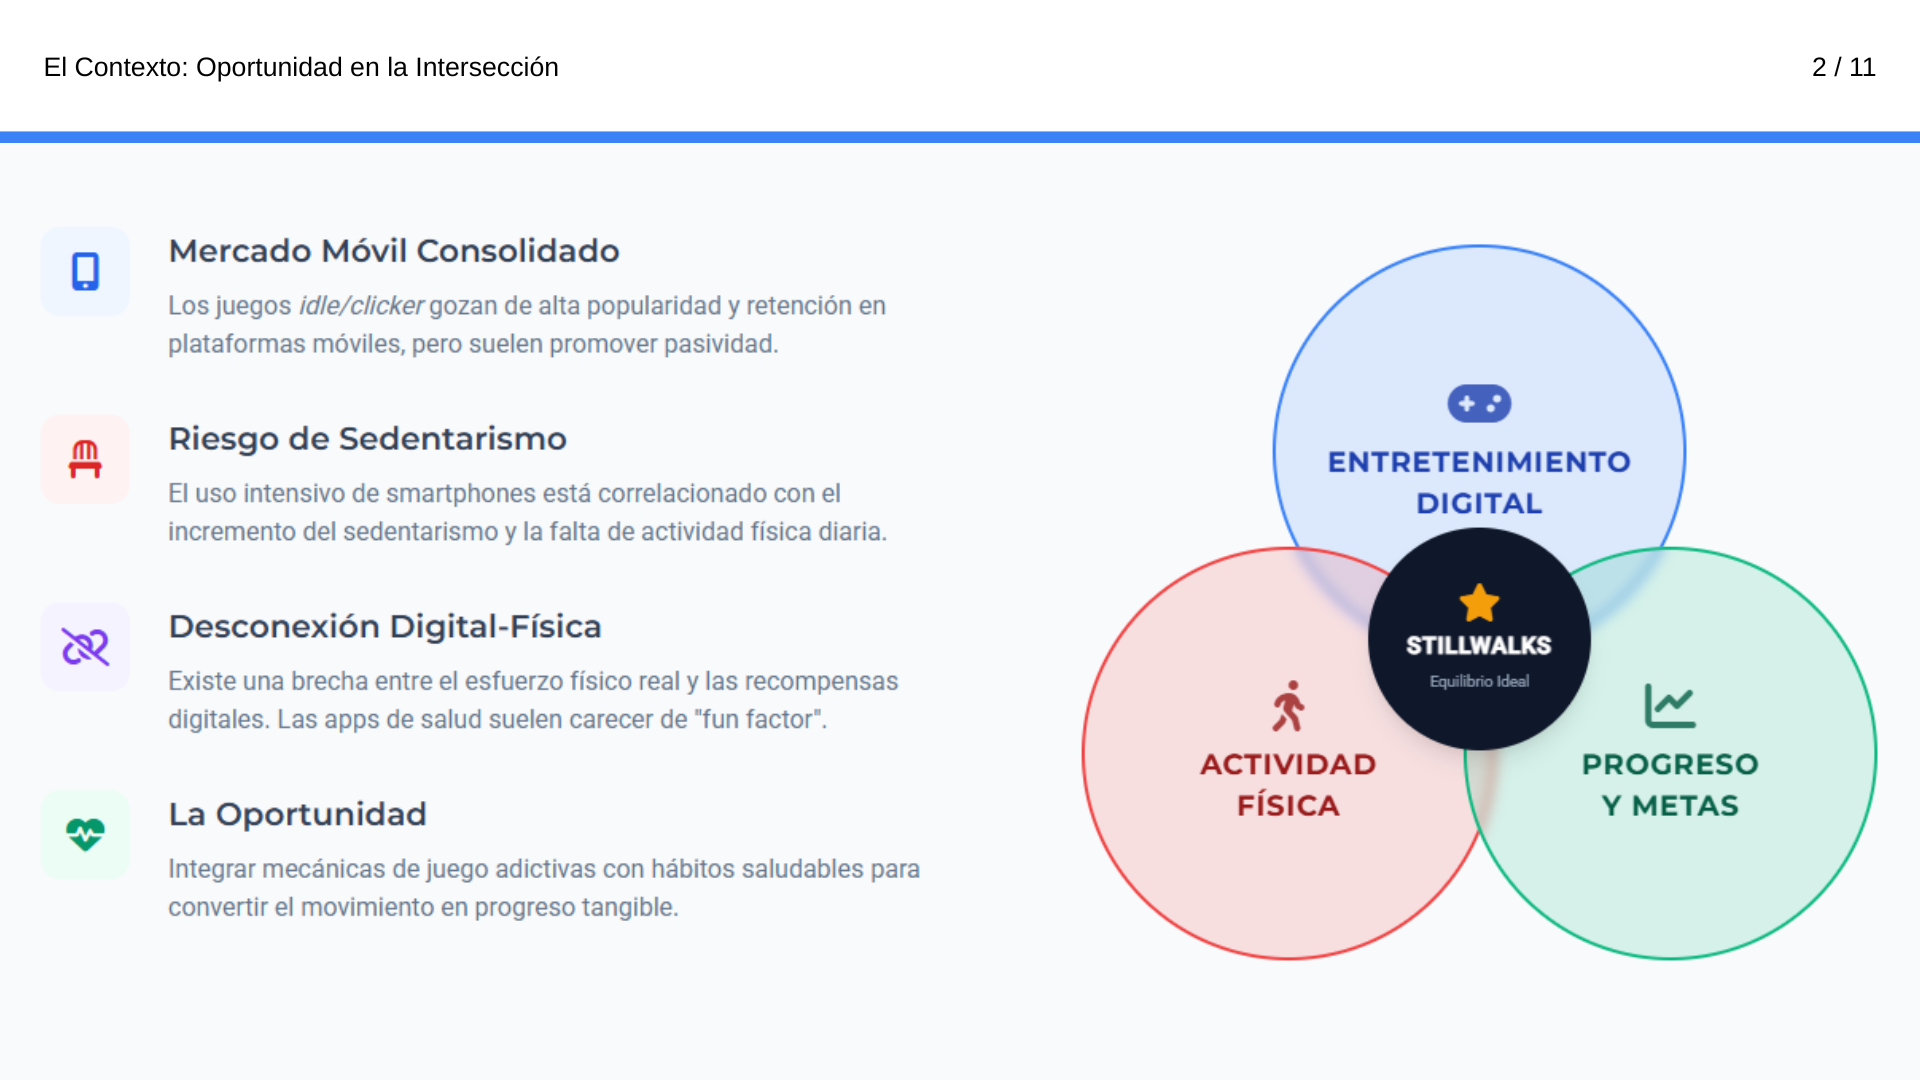 El Contexto: Oportunidad en la Intersección
2 / 11
Mercado Móvil Consolidado
Los juegos idle/clicker gozan de alta popularidad y retención en
plataformas móviles, pero suelen promover pasividad.
Riesgo de Sedentarismo
El uso intensivo de smartphones está correlacionado con el
incremento del sedentarismo y la falta de actividad física diaria.
Desconexión Digital-Física
Existe una brecha entre el esfuerzo físico real y las recompensas
digitales. Las apps de salud suelen carecer de "fun factor".
La Oportunidad
Integrar mecánicas de juego adictivas con hábitos saludables para
convertir el movimiento en progreso tangible.
ENTRETENIMIENTO
DIGITAL
STILLWALKS
Equilibrio Ideal
ACTIVIDAD
FÍSICA
PROGRESO
Y METAS